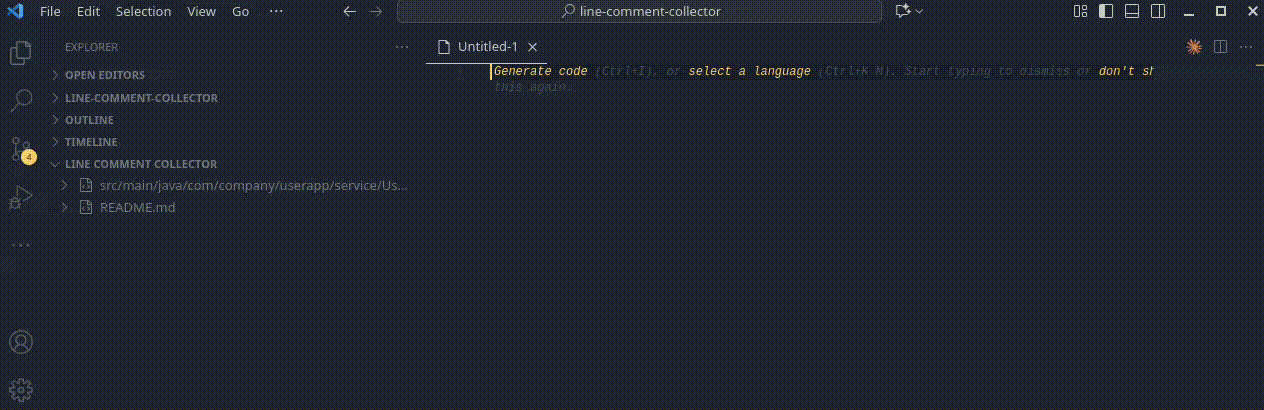 File Edit Selection View Go ··· line-comment-collector
EXPLORER ···
Untitled-1
OPEN EDITORS
LINE-COMMENT-COLLECTOR
OUTLINE
TIMELINE
LINE COMMENT COLLECTOR
src/main/java/com/company/userapp/service/Us...
README.md
4
Generate code (Ctrl+I), or select a language (Ctrl+K M). Start typing to dismiss or don't sh
this again.